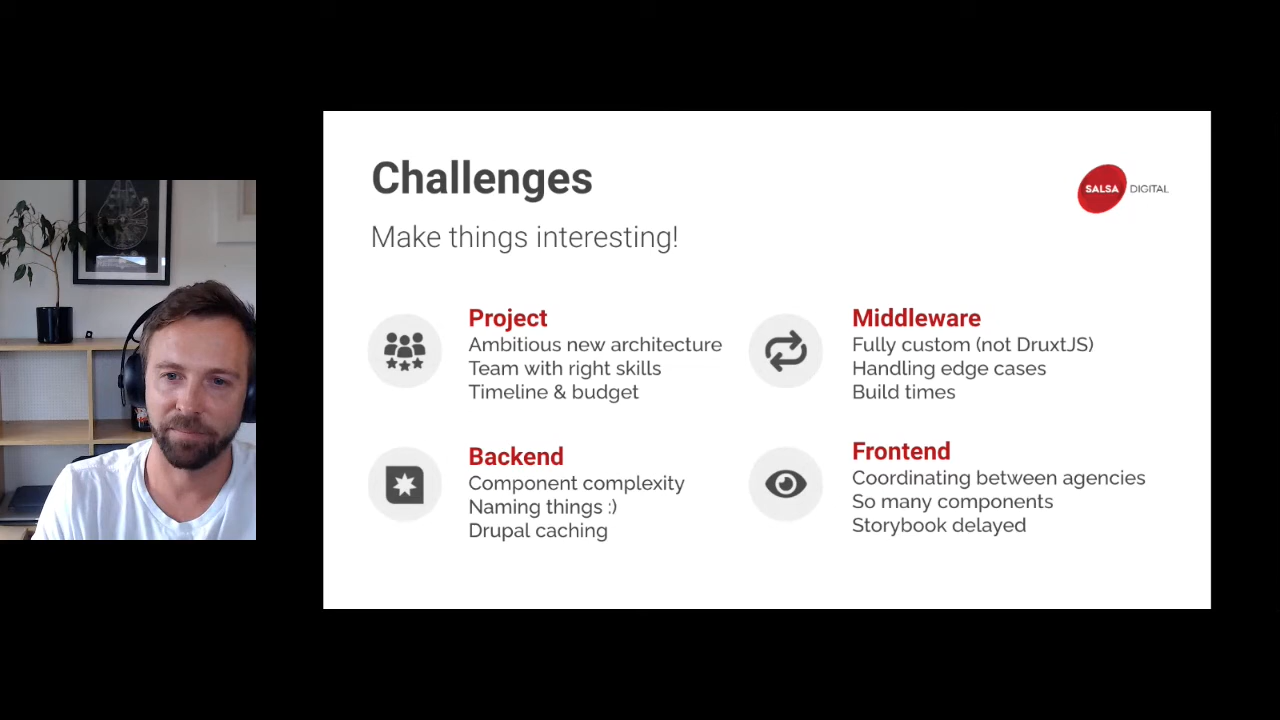 Challenges
SALSA DIGITAL
Make things interesting!
Project
Ambitious new architecture
Team with right skills
Timeline & budget
Middleware
Fully custom (not DruxtJS)
Handling edge cases
Build times
Backend
Component complexity
Naming things :)
Drupal caching
Frontend
Coordinating between agencies
So many components
Storybook delayed